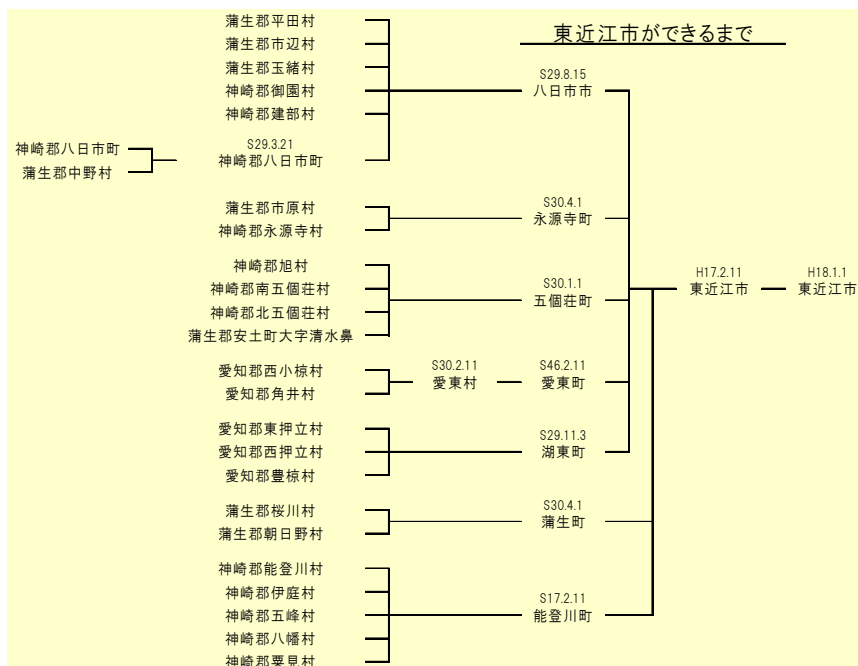 東近江市ができるまで
蒲生郡平田村
蒲生郡市辺村
蒲生郡玉緒村
神崎郡御園村
神崎郡建部村
S29.8.15
八日市市
神崎郡八日市町
蒲生郡中野村
S29.3.21
神崎郡八日市町
蒲生郡市原村
神崎郡永源寺村
S30.4.1
永源寺町
神崎郡旭村
神崎郡南五個荘村
神崎郡北五個荘村
蒲生郡安土町大字清水鼻
S30.1.1
五個荘町
H17.2.11
東近江市
H18.1.1
東近江市
愛知郡西小椋村
愛知郡角井村
S30.2.11
愛東村
S46.2.11
愛東町
愛知郡東押立村
愛知郡西押立村
愛知郡豊椋村
S29.11.3
湖東町
蒲生郡桜川村
蒲生郡朝日野村
S30.4.1
蒲生町
神崎郡能登川村
神崎郡伊庭村
神崎郡五峰村
神崎郡八幡村
神崎郡栗見村
S17.2.11
能登川町